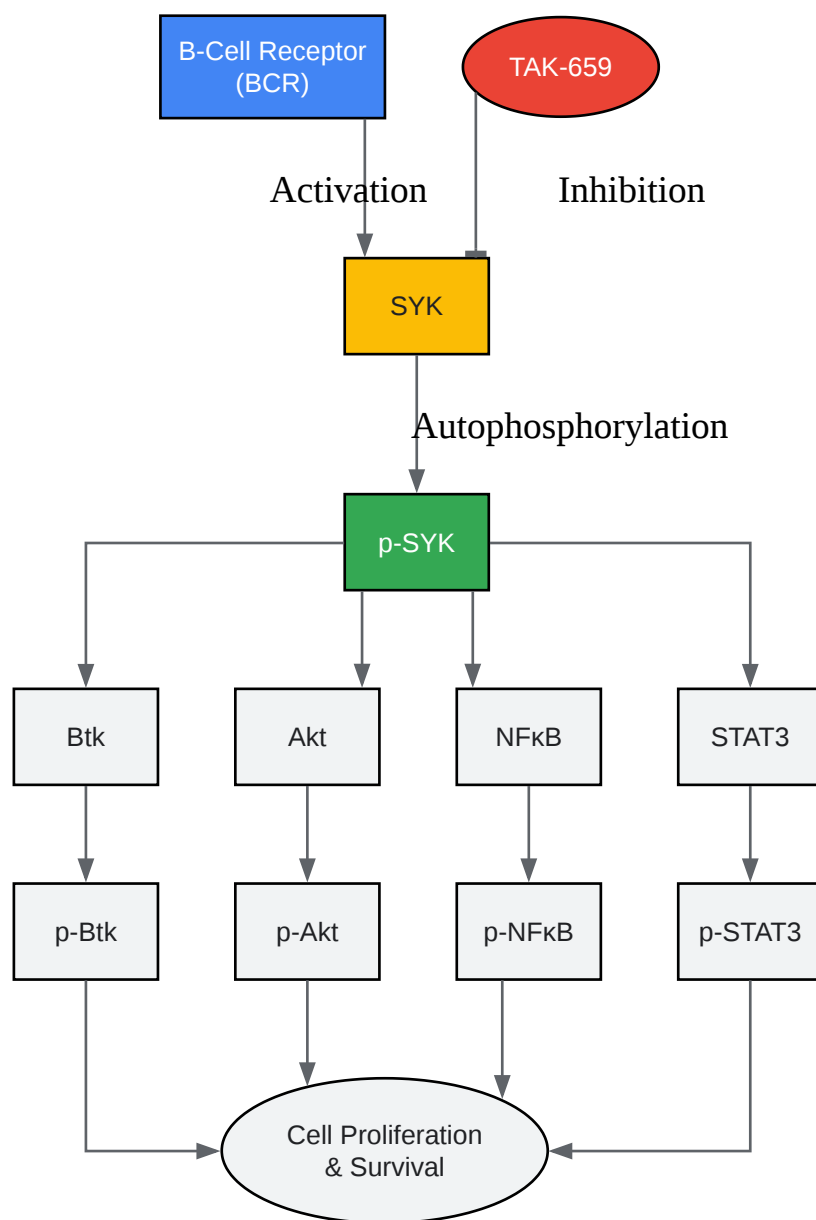 B-Cell Receptor
(BCR)
TAK-659
Activation
Inhibition
SYK
Autophosphorylation
p-SYK
Btk
Akt
NFκB
STAT3
p-Btk
p-Akt
p-NFκB
p-STAT3
Cell Proliferation
& Survival